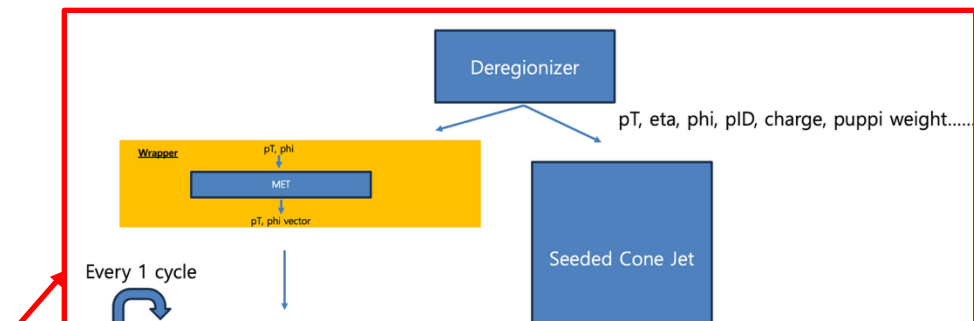 Deregionizer
pT, eta, phi, pID, charge, puppi weight......
Wrapper
pT, phi
MET
pT, phi vector
Seeded Cone Jet
Every 1 cycle